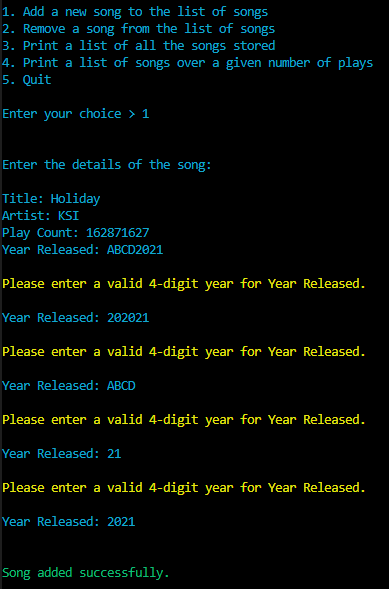 1. Add a new song to the list of songs
2. Remove a song from the list of songs
3. Print a list of all the songs stored
4. Print a list of songs over a given number of plays
5. Quit
Enter your choice > 1
Enter the details of the song:
Title: Holiday
Artist: KSI
Play Count: 162871627
Year Released: ABCD2021
Please enter a valid 4-digit year for Year Released.
Year Released: 202021
Please enter a valid 4-digit year for Year Released.
Year Released: ABCD
Please enter a valid 4-digit year for Year Released.
Year Released: 21
Please enter a valid 4-digit year for Year Released.
Year Released: 2021
Song added successfully.